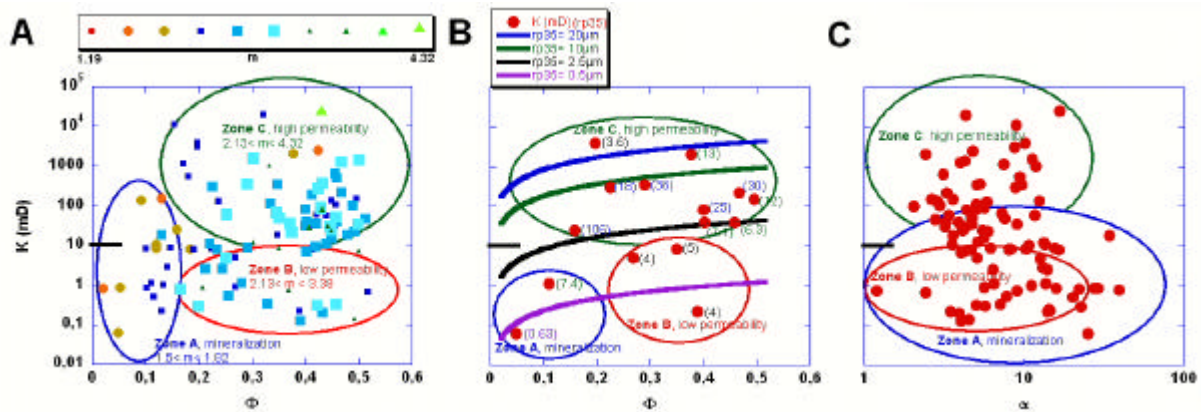 A
1.19 m 4.32
K (mD)
10⁵
10⁴
1000
100
10
1
0,1
0,01
0 0,1 0,2 0,3 0,4 0,5 0,6
Φ
Zone C, high permeability
2.13< m< 4.32
Zone B, low permeability
2.13< m < 3.38
Zone A, mineralization
1.5< m< 1.62
B
K (mD)(rp35)
rp35= 20µm
rp35= 10µm
rp35= 2.5µm
rp35= 0.5µm
Zone C, high permeability
(3.6)
(13)
(18)
(36)
(30)
(12)
(25)
(6.3)
(106)
(5)
(4)
(7.4)
(4)
(0.63)
Zone B, low permeability
Zone A, mineralization
0 0,1 0,2 0,3 0,4 0,5 0,6
Φ
C
Zone C, high permeability
Zone B, low permeability
Zone A, mineralization
1 10 100
α